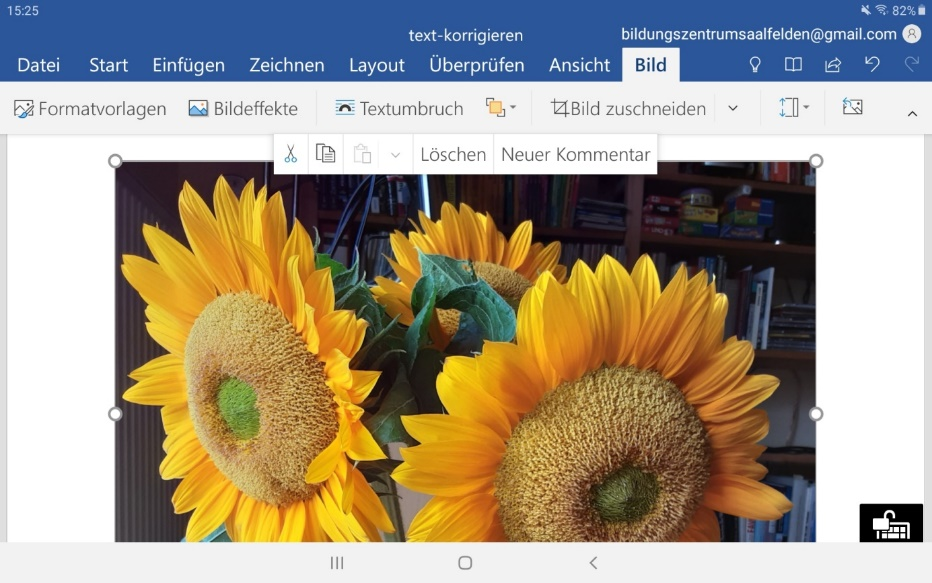 15:25
82%
text-korrigieren
bildungszentrumsaalfelden@gmail.com
Datei Start Einfügen Zeichnen Layout Überprüfen Ansicht Bild
Formatvorlagen Bildeffekte Textumbruch Bild zuschneiden
Löschen Neuer Kommentar